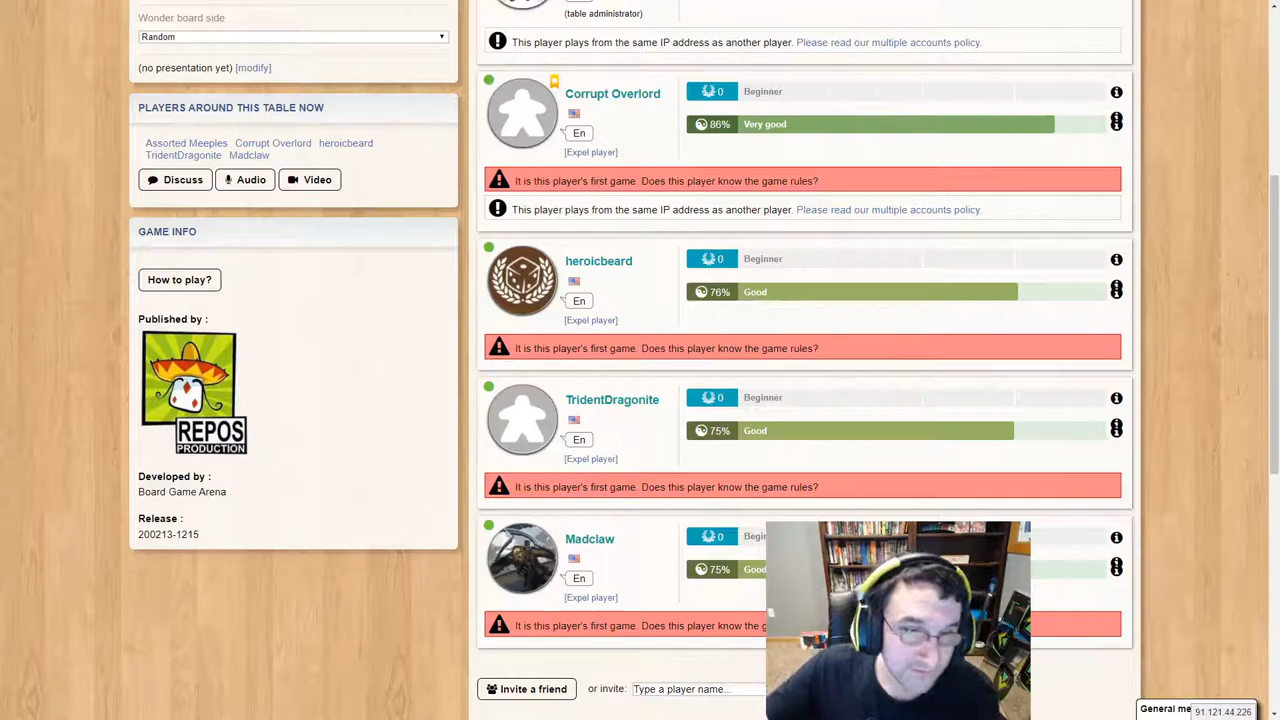 Wonder board side
Random
(no presentation yet) [modify]
PLAYERS AROUND THIS TABLE NOW
Assorted Meeples Corrupt Overlord heroicbeard
TridentDragonite Madclaw
Discuss Audio Video
GAME INFO
How to play?
Published by :
REPOS
PRODUCTION
Developed by :
Board Game Arena
Release :
200213-1215
(table administrator)
This player plays from the same IP address as another player. Please read our multiple accounts policy.
Corrupt Overlord
0 Beginner
86% Very good
En
[Expel player]
It is this player's first game. Does this player know the game rules?
This player plays from the same IP address as another player. Please read our multiple accounts policy.
heroicbeard
0 Beginner
76% Good
En
[Expel player]
It is this player's first game. Does this player know the game rules?
TridentDragonite
0 Beginner
75% Good
En
[Expel player]
It is this player's first game. Does this player know the game rules?
Madclaw
0
75% Good
En
[Expel player]
It is this player's first game. Does this player know the
Invite a friend or invite: Type a player name...
General me
91.121.44.226